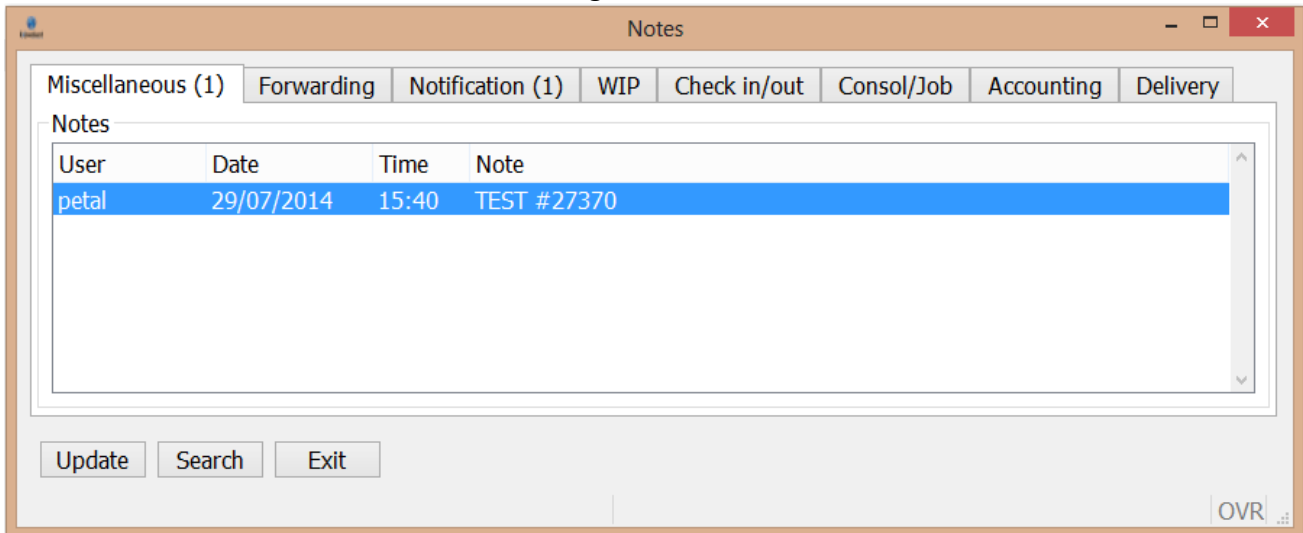 Notes
Miscellaneous (1) Forwarding Notification (1) WIP Check in/out Consol/Job Accounting Delivery
Notes
User Date Time Note
petal 29/07/2014 15:40 TEST #27370
Update Search Exit
OVR